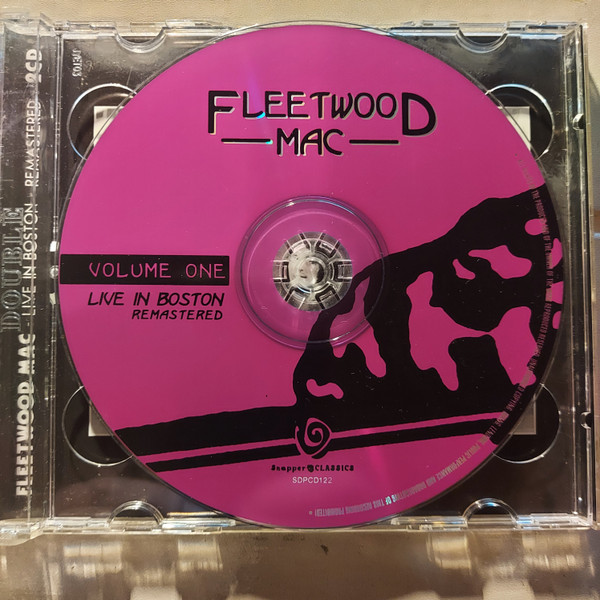 FLEETWOOD
MAC
VOLUME ONE
LIVE IN BOSTON
REMASTERED
Snapper CLASSICS
SDPCD122
FLEETWOOD MAC DOUBLE LIVE IN BOSTON · REMASTERED 2CD